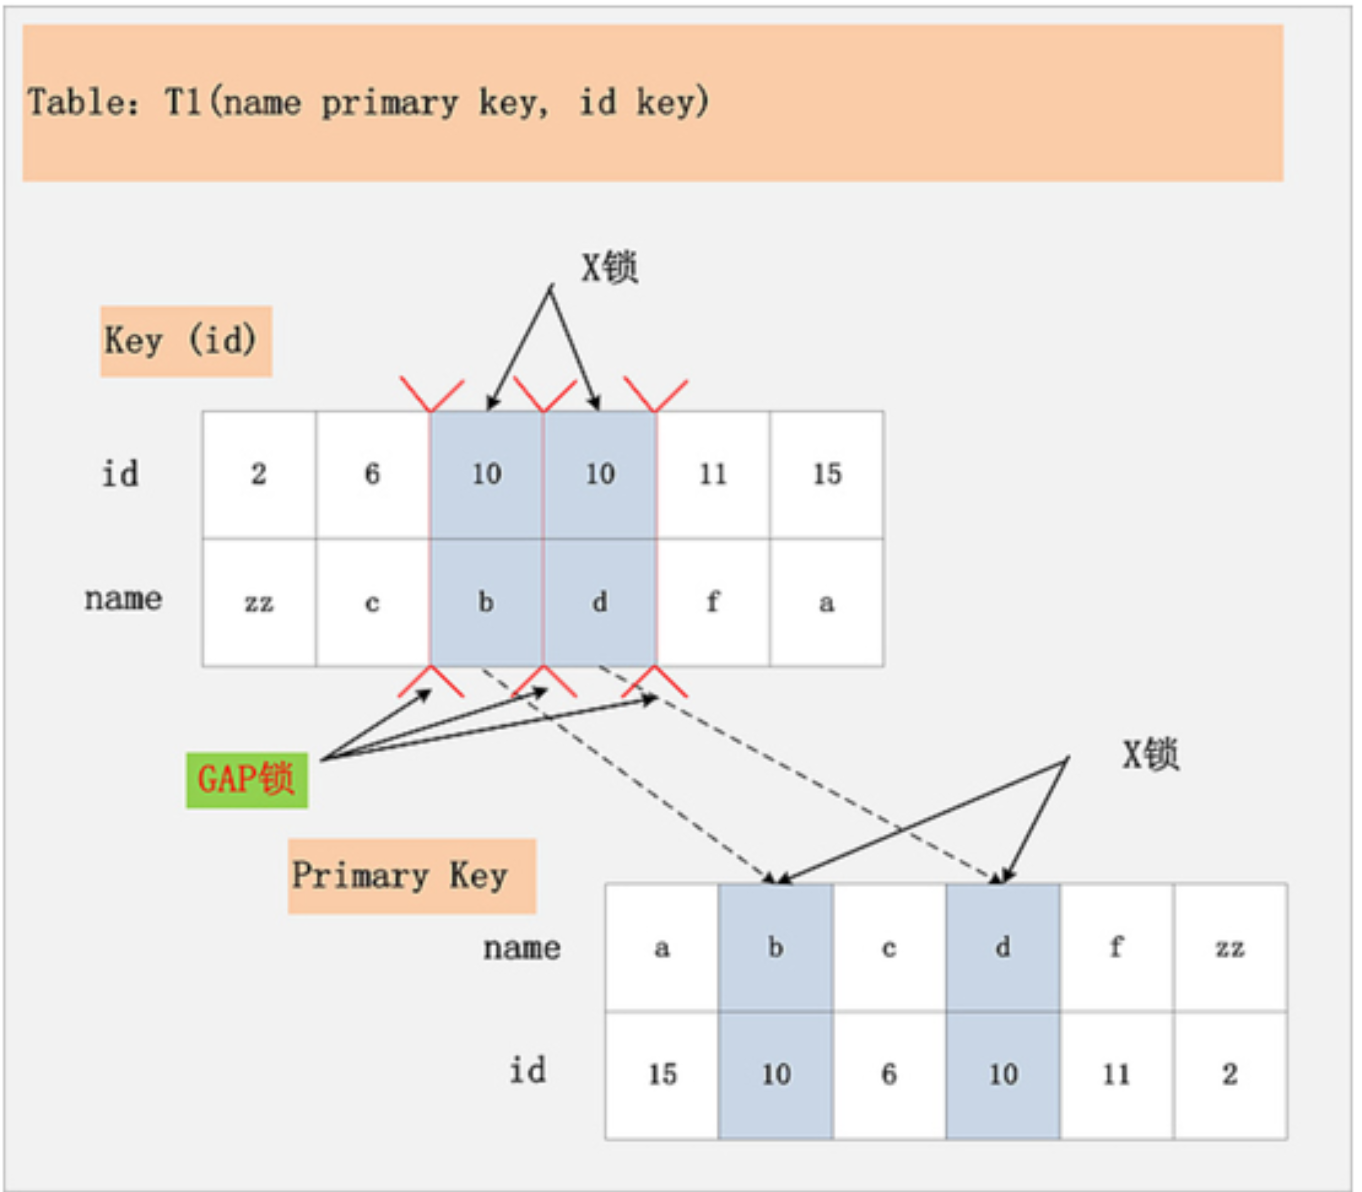 Table: T1(name primary key, id key)
X锁
Key (id)
id 2 6 10 10 11 15
name zz c b d f a
GAP锁
X锁
Primary Key
name a b c d f zz
id 15 10 6 10 11 2